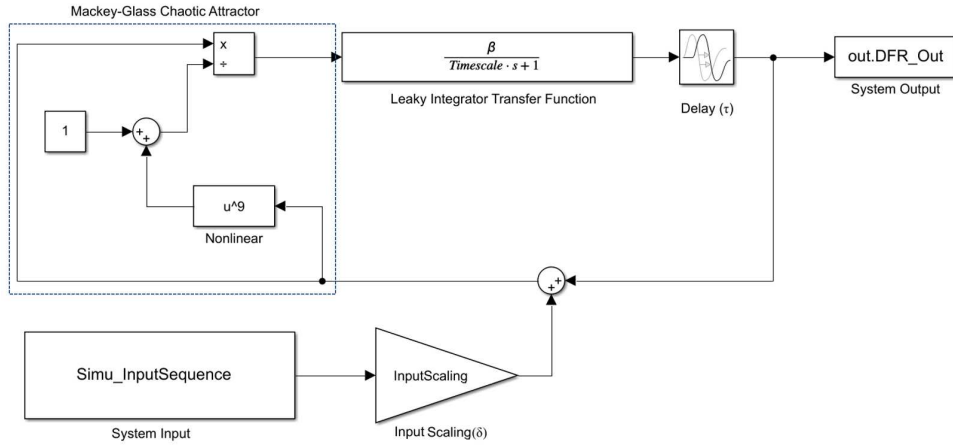 Mackey-Glass Chaotic Attractor
x
÷
β
Timescale · s + 1
Leaky Integrator Transfer Function
Delay (τ)
out.DFR_Out
System Output
1
+
+
u^9
Nonlinear
+
+
Simu_InputSequence
System Input
InputScaling
Input Scaling(δ)